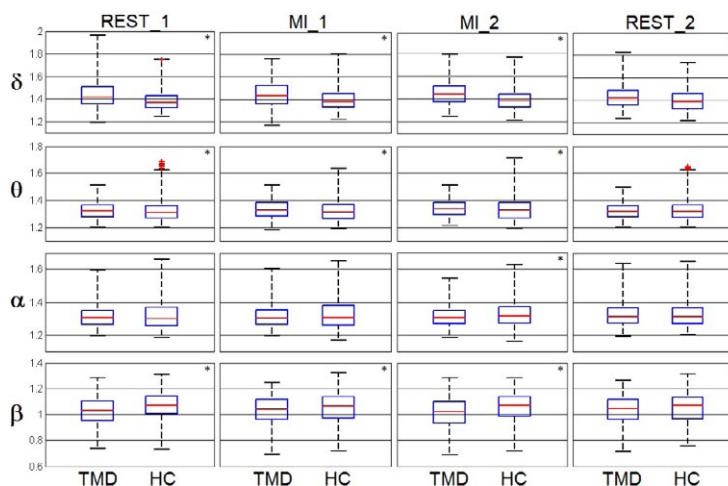 REST_1 MI_1 MI_2 REST_2
* * *
2
1.8
1.6
δ
1.4
1.2
* * *
1.6
θ
1.4
1.2
*
1.6
α
1.4
1.2
* * *
1.4
1.2
β
1
0.8
0.6
TMD HC TMD HC TMD HC TMD HC